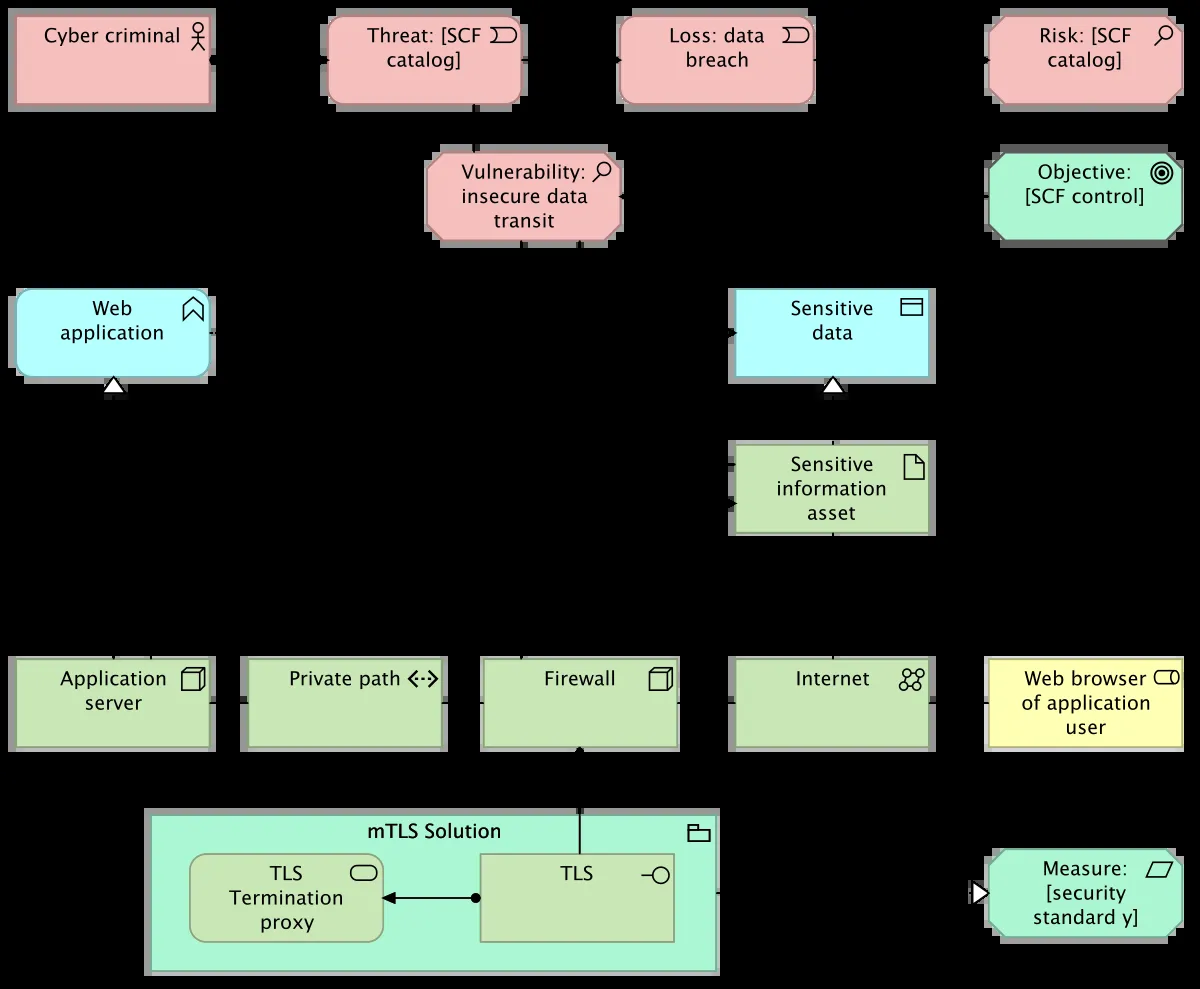 Cyber criminal
Threat: [SCF
catalog]
Loss: data
breach
Risk: [SCF
catalog]
Vulnerability:
insecure data
transit
Objective:
[SCF control]
Web
application
Sensitive
data
Sensitive
information
asset
Application
server
Private path
Firewall
Internet
Web browser
of application
user
mTLS Solution
TLS
Termination
proxy
TLS
Measure:
[security
standard y]